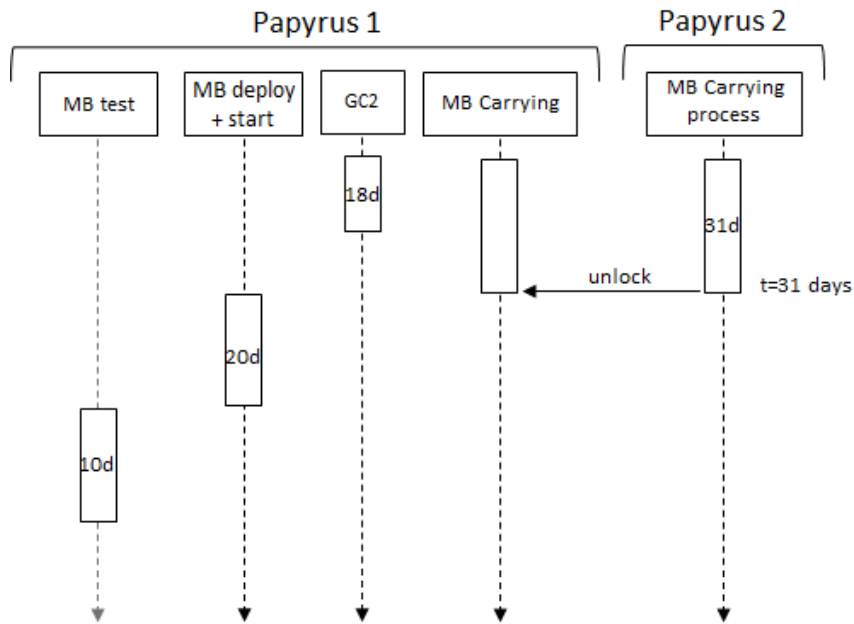 Papyrus 1
Papyrus 2
MB test
MB deploy
+ start
GC2
MB Carrying
MB Carrying
process
18d
31d
unlock
t=31 days
20d
10d